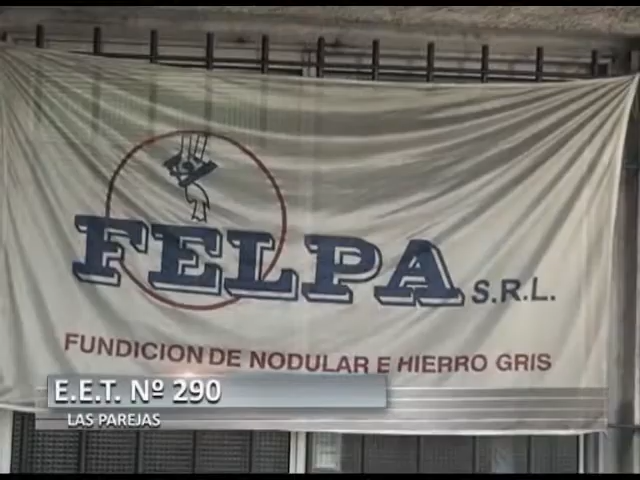 FELPA S.R.L.
FUNDICION DE NODULAR E HIERRO GRIS
E.E.T. Nº 290
LAS PAREJAS